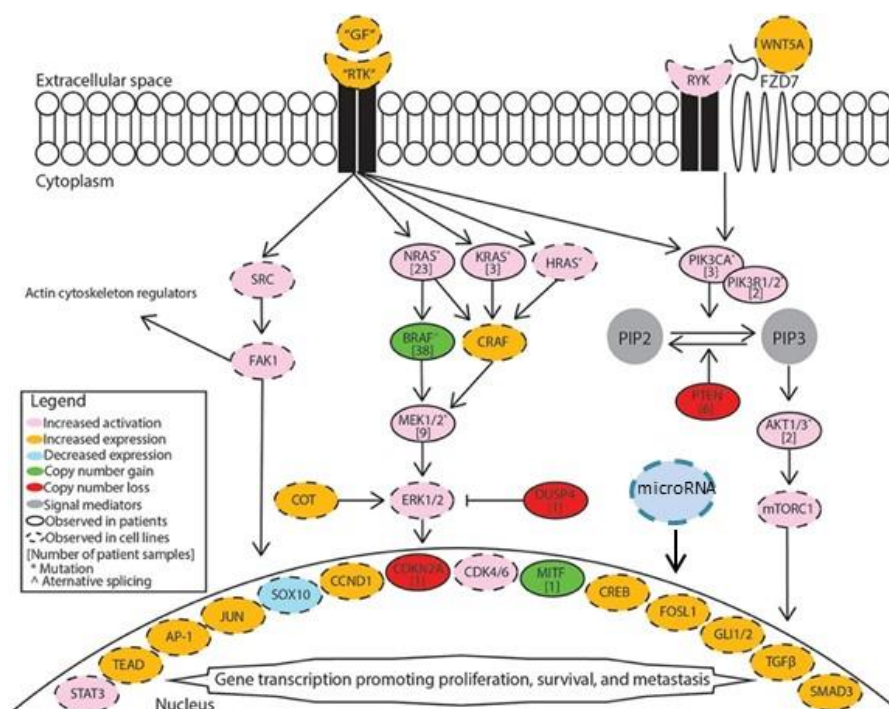 "GF"
"RTK"
WNT5A
RYK
FZD7
Extracellular space
Cytoplasm
NRAS*
[23]
KRAS*
[3]
HRAS*
PIK3CA*
[3]
PIK3R1/2*
[2]
SRC
Actin cytoskeleton regulators
BRAF^
[38]
CRAF
PIP2
PIP3
FAK1
PTEN
[6]
MEK1/2*
[9]
AKT1/3*
[2]
Legend
Increased activation
Increased expression
Decreased expression
Copy number gain
Copy number loss
Signal mediators
Observed in patients
Observed in cell lines
[Number of patient samples]
* Mutation
^ Aternative splicing
microRNA
COT
ERK1/2
DUSP4
[1]
mTORC1
CDKN2A
[1]
CDK4/6
MITF
[1]
CCND1
SOX10
CREB
JUN
FOSL1
AP-1
GLI1/2
TEAD
TGFβ
STAT3
SMAD3
Gene transcription promoting proliferation, survival, and metastasis
Nucleus